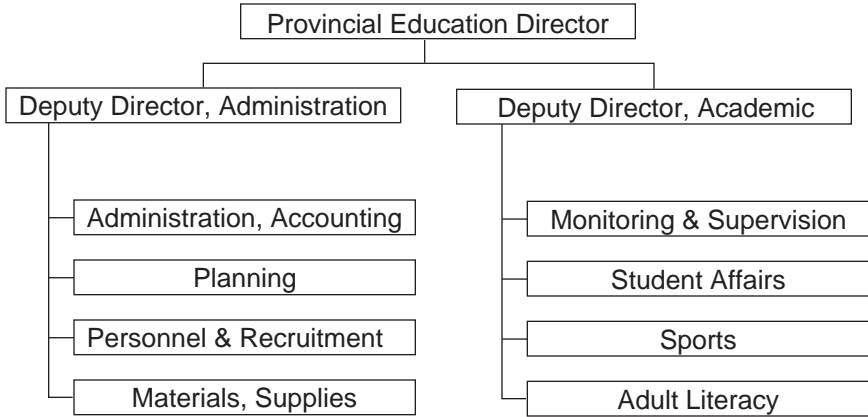 Provincial Education Director
Deputy Director, Administration
Deputy Director, Academic
Administration, Accounting
Planning
Personnel & Recruitment
Materials, Supplies
Monitoring & Supervision
Student Affairs
Sports
Adult Literacy